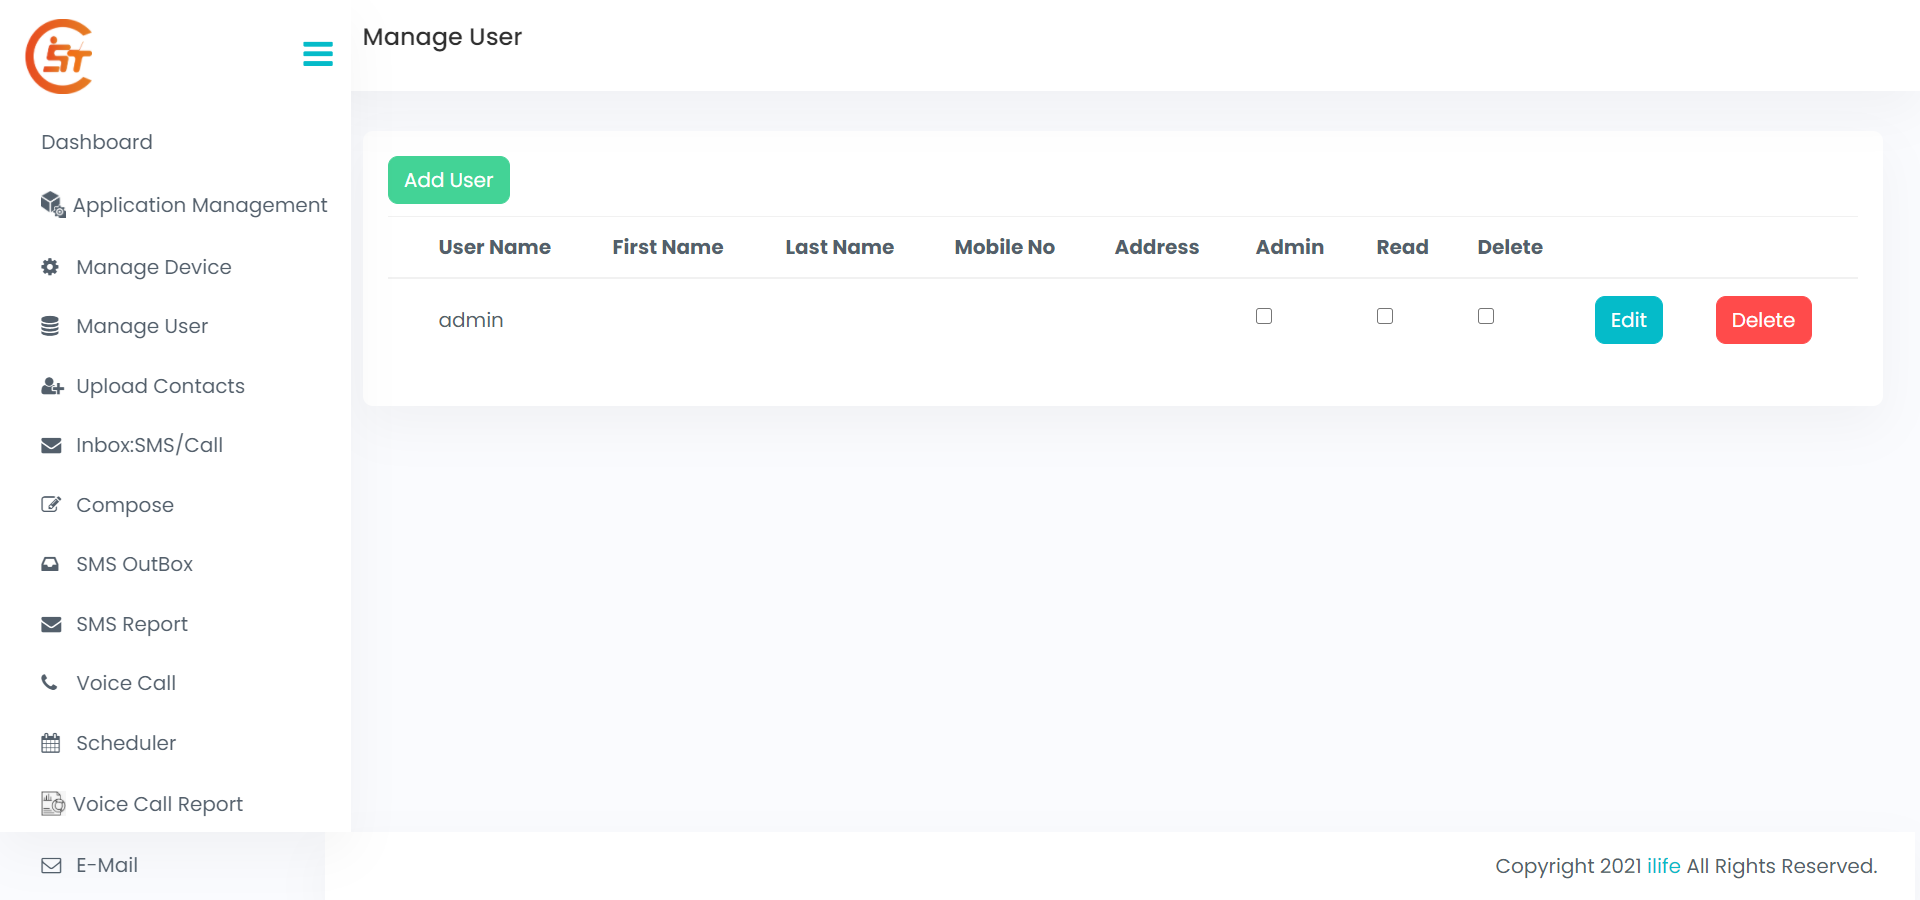 ST
Manage User
Dashboard
Application Management
Manage Device
Manage User
Upload Contacts
Inbox:SMS/Call
Compose
SMS OutBox
SMS Report
Voice Call
Scheduler
Voice Call Report
E-Mail
Add User
User Name First Name Last Name Mobile No Address Admin Read Delete
admin Edit Delete
Copyright 2021 ilife All Rights Reserved.